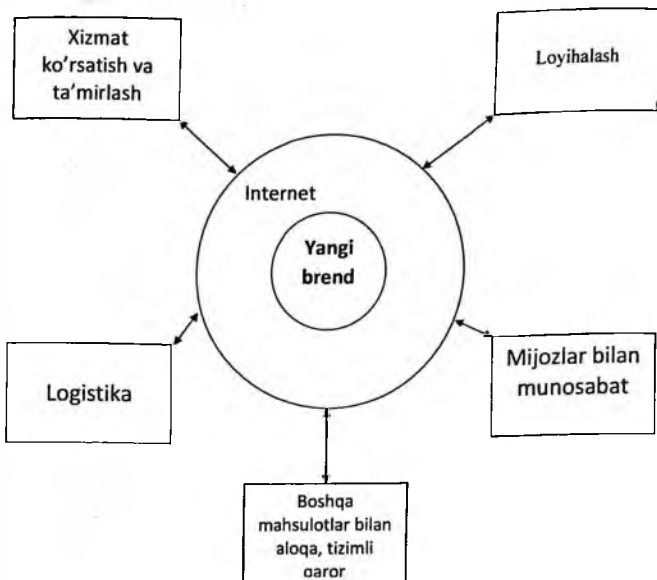 Xizmat
ko'rsatish va
ta'mirlash
Loyihalash
Internet
Yangi
brend
Logistika
Mijozlar bilan
munosabat
Boshqa
mahsulotlar bilan
aloqa, tizimli
qaror